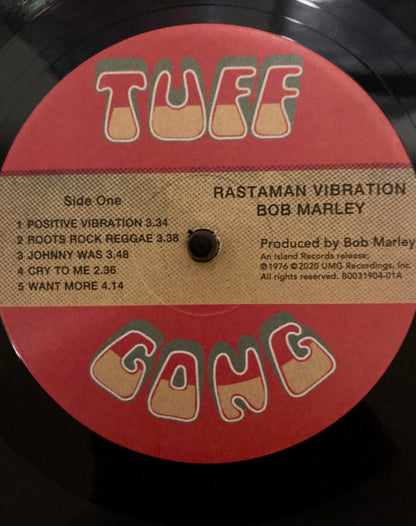 TUFF
Side One
1 POSITIVE VIBRATION 3.34
2 ROOTS ROCK REGGAE 3.38
3 JOHNNY WAS 3.48
4 CRY TO ME 2.36
5 WANT MORE 4.14
RASTAMAN VIBRATION
BOB MARLEY
Produced by Bob Marley
An Island Records release;
℗1976 ©2020 UMG Recordings, Inc.
All rights reserved. B0031904-01A
GONG